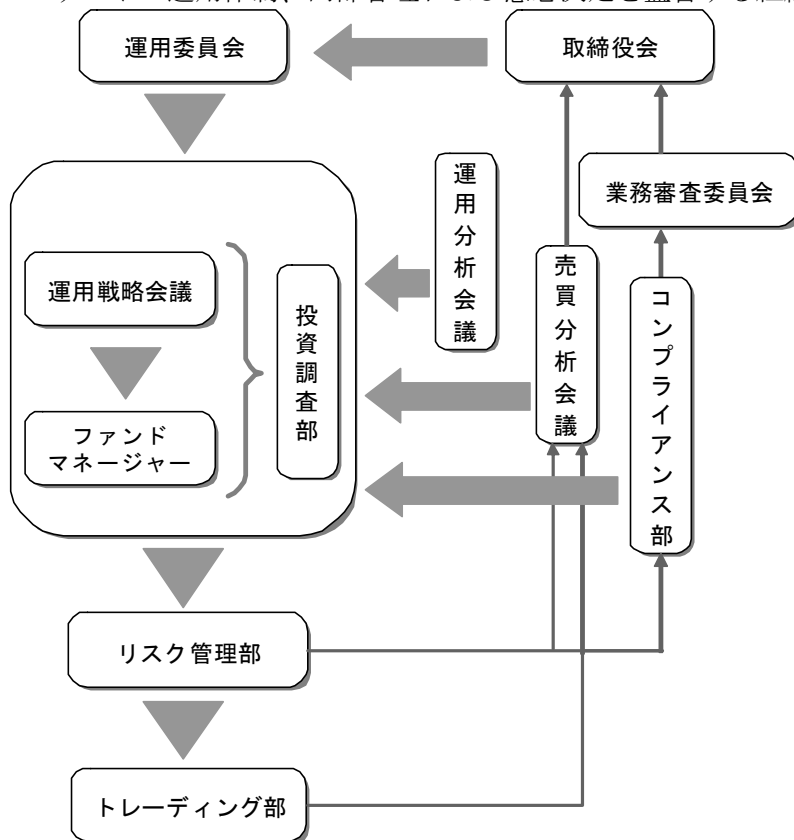 運用委員会
取締役会
運用分析会議
業務審査委員会
運用戦略会議
投資調査部
売買分析会議
コンプライアンス部
ファンド
マネージャー
リスク管理部
トレーディング部